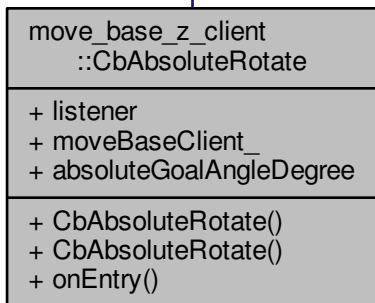 move_base_z_client
::CbAbsoluteRotate
+ listener
+ moveBaseClient_
+ absoluteGoalAngleDegree
+ CbAbsoluteRotate()
+ CbAbsoluteRotate()
+ onEntry()